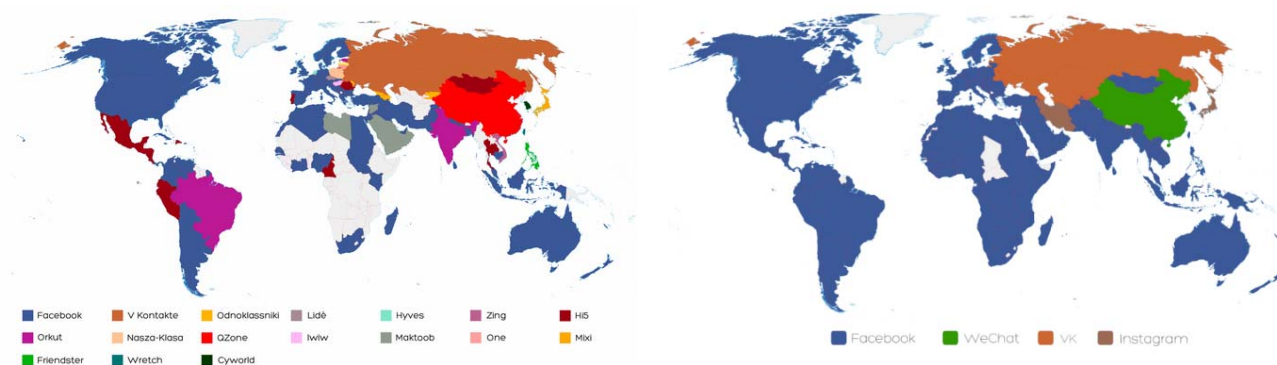 Facebook V Kontakte Odnoklassniki Lidé Hyves Zing Hi5
Orkut Nasza-Klasa QZone Iwiw Maktoob One Mixi
Friendster Wretch Cyworld
Facebook WeChat VK Instagram